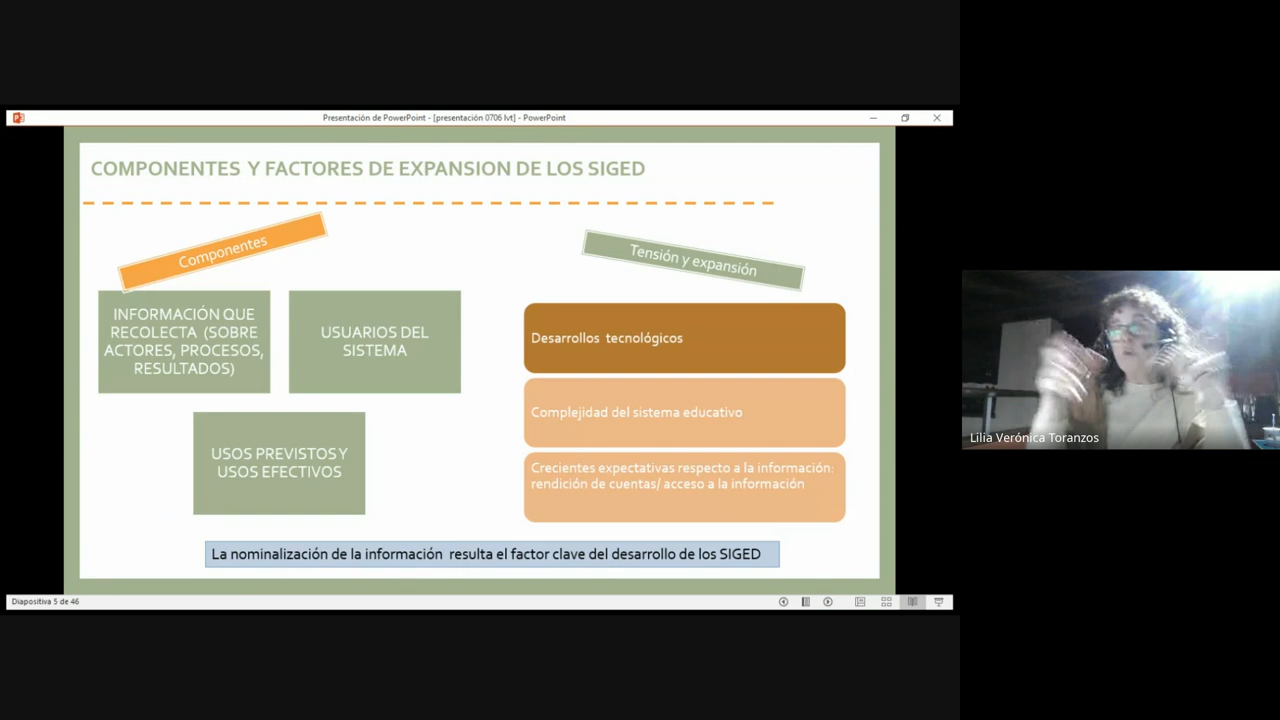 Presentación de PowerPoint - [presentación 0706 lvt] - PowerPoint
COMPONENTES Y FACTORES DE EXPANSION DE LOS SIGED
Componentes
INFORMACIÓN QUE
RECOLECTA (SOBRE
ACTORES, PROCESOS,
RESULTADOS)
USUARIOS DEL
SISTEMA
USOS PREVISTOS Y
USOS EFECTIVOS
Tensión y expansión
Desarrollos tecnológicos
Complejidad del sistema educativo
Crecientes expectativas respecto a la información:
rendición de cuentas/ acceso a la información
La nominalización de la información resulta el factor clave del desarrollo de los SIGED
Diapositiva 5 de 46
Lilia Verónica Toranzos